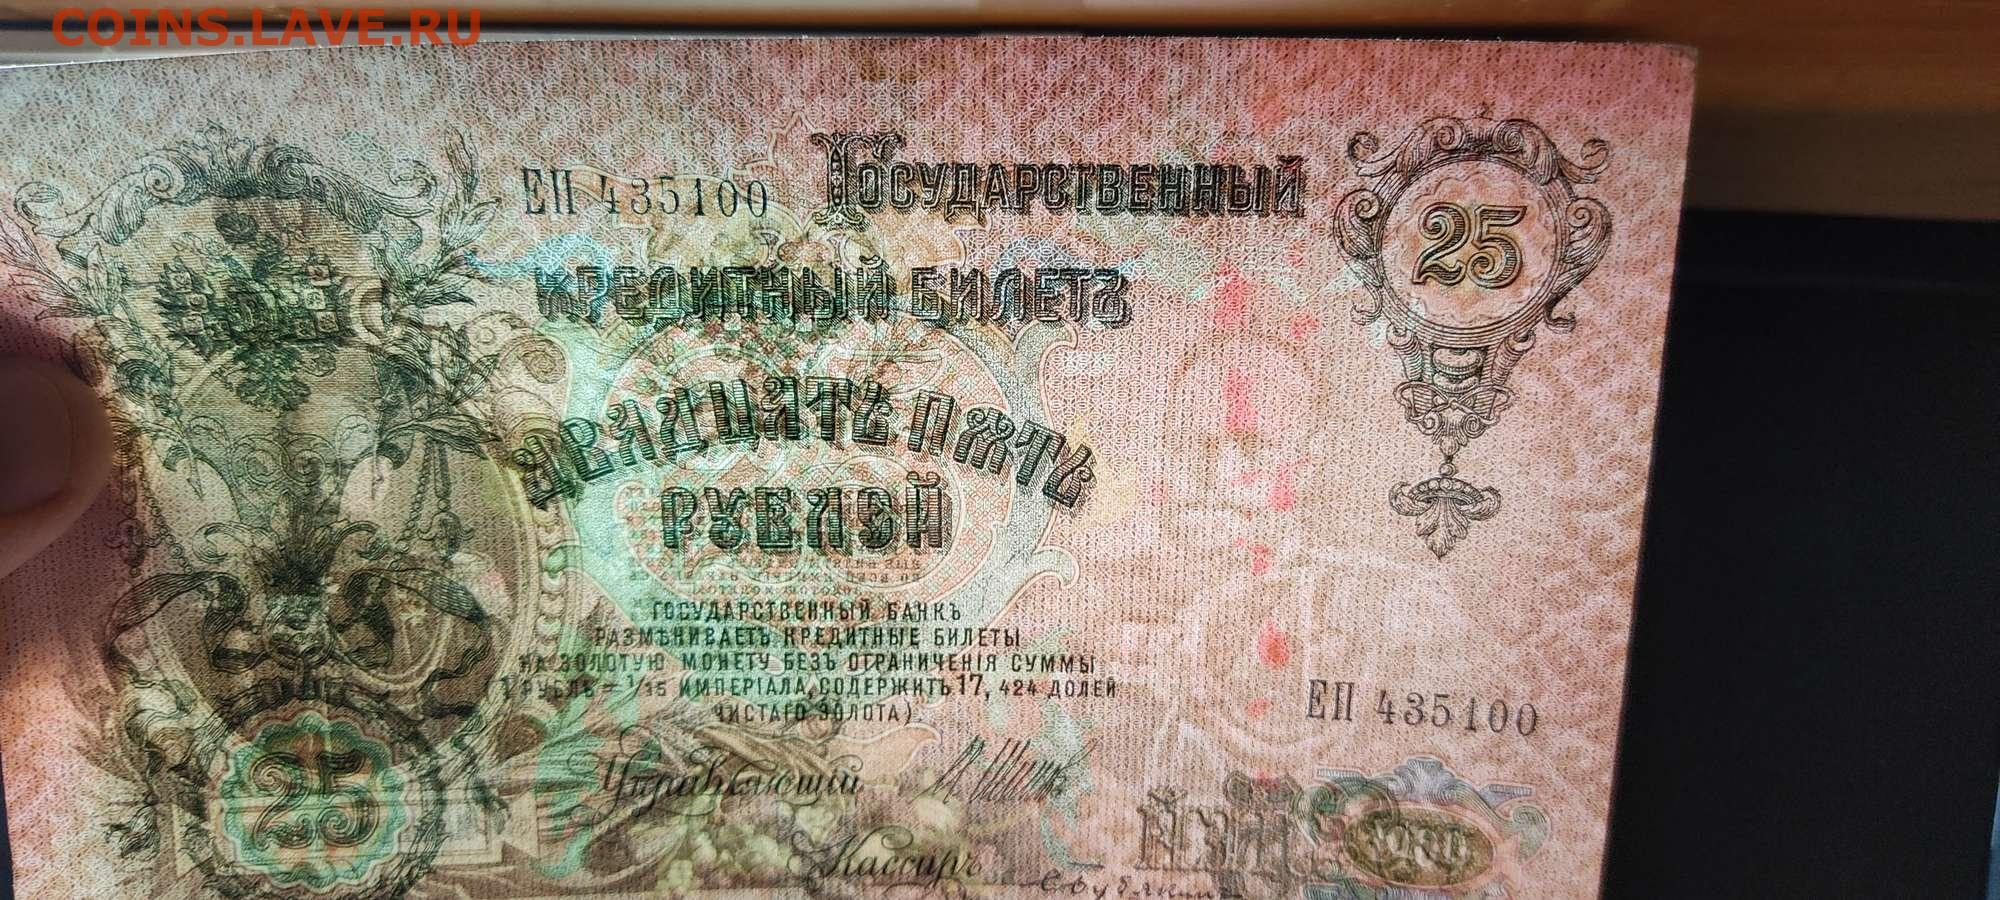 COINS.LAVE.RU
ЕП 435100
Государственный
25
Кредитный Билетъ
Двадцать пять
рублей
Государственный Банкъ
размѣниваетъ кредитные билеты
на золотую монету безъ ограниченія суммы
(1 рубль = 1/15 имперіала, содержитъ 17, 424 долей
чистаго золота).
ЕП 435100
Управляющій
25
Кассиръ